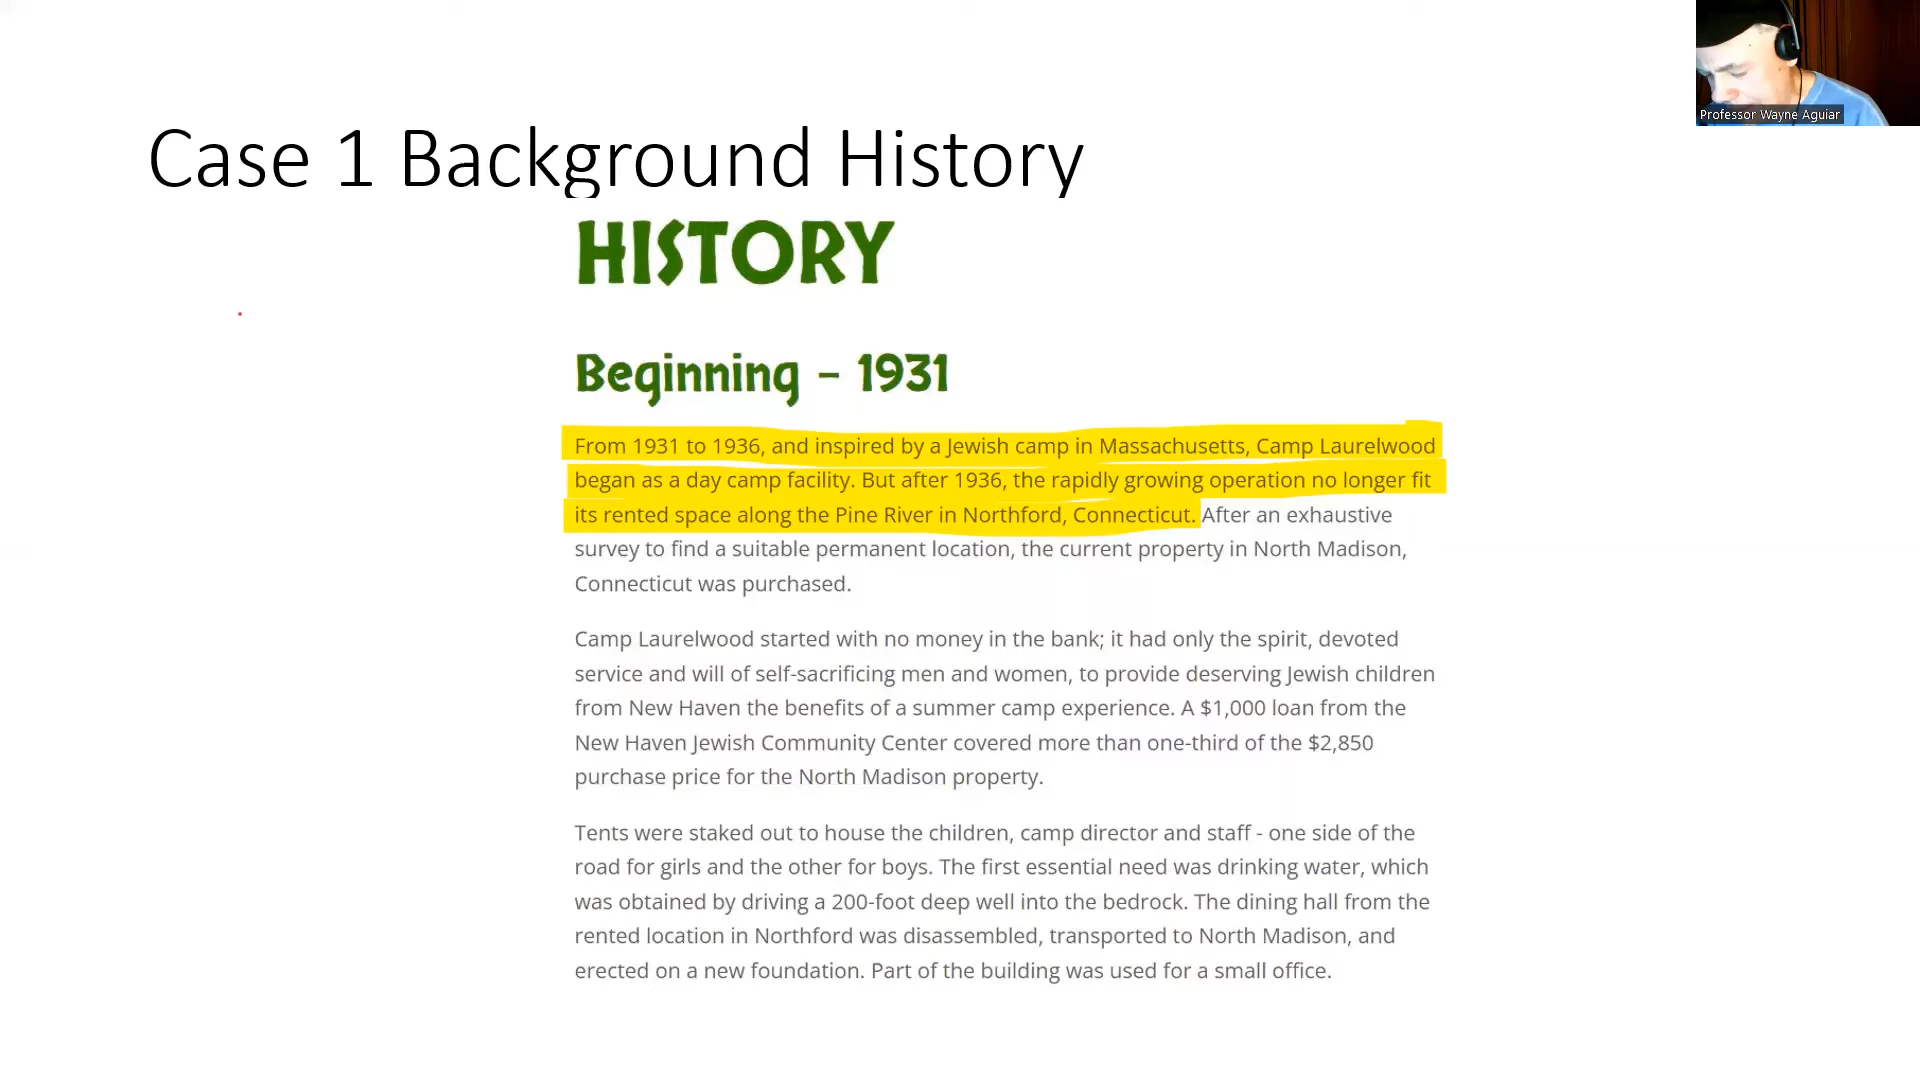 Professor Wayne Aguiar
Case 1 Background History
HISTORY
Beginning – 1931
From 1931 to 1936, and inspired by a Jewish camp in Massachusetts, Camp Laurelwood
began as a day camp facility. But after 1936, the rapidly growing operation no longer fit
its rented space along the Pine River in Northford, Connecticut. After an exhaustive
survey to find a suitable permanent location, the current property in North Madison,
Connecticut was purchased.
Camp Laurelwood started with no money in the bank; it had only the spirit, devoted
service and will of self-sacrificing men and women, to provide deserving Jewish children
from New Haven the benefits of a summer camp experience. A $1,000 loan from the
New Haven Jewish Community Center covered more than one-third of the $2,850
purchase price for the North Madison property.
Tents were staked out to house the children, camp director and staff - one side of the
road for girls and the other for boys. The first essential need was drinking water, which
was obtained by driving a 200-foot deep well into the bedrock. The dining hall from the
rented location in Northford was disassembled, transported to North Madison, and
erected on a new foundation. Part of the building was used for a small office.